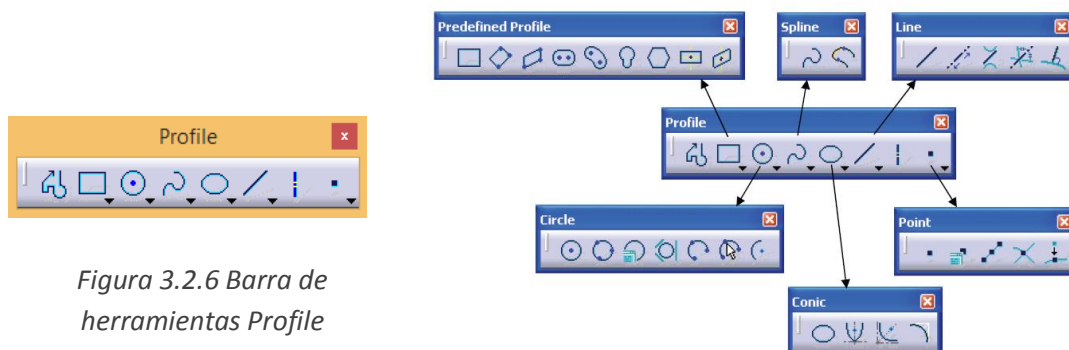 Predefined Profile
Spline
Line
Profile
Profile
x
Circle
Point
Conic
Figura 3.2.6 Barra de
herramientas Profile